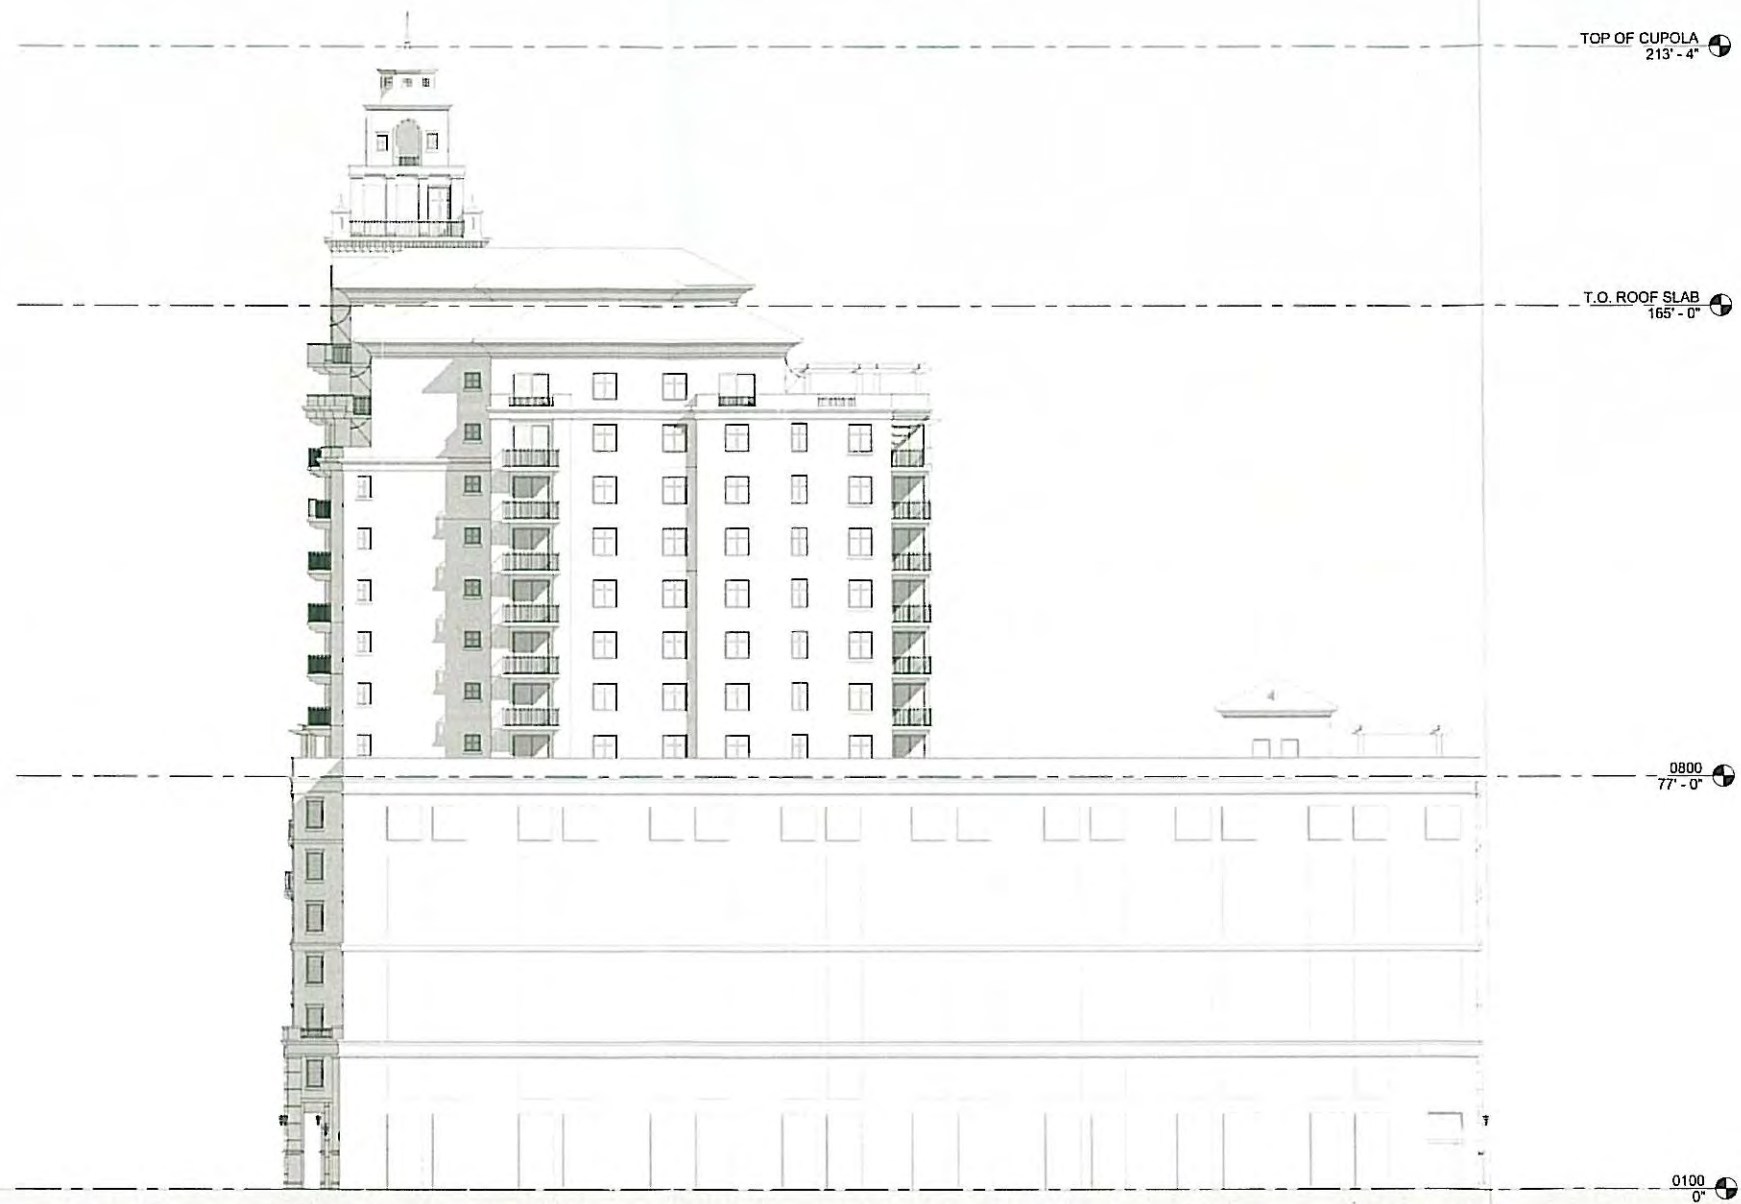 TOP OF CUPOLA
213' - 4"
T.O. ROOF SLAB
165' - 0"
0800
77' - 0"
0100
0"